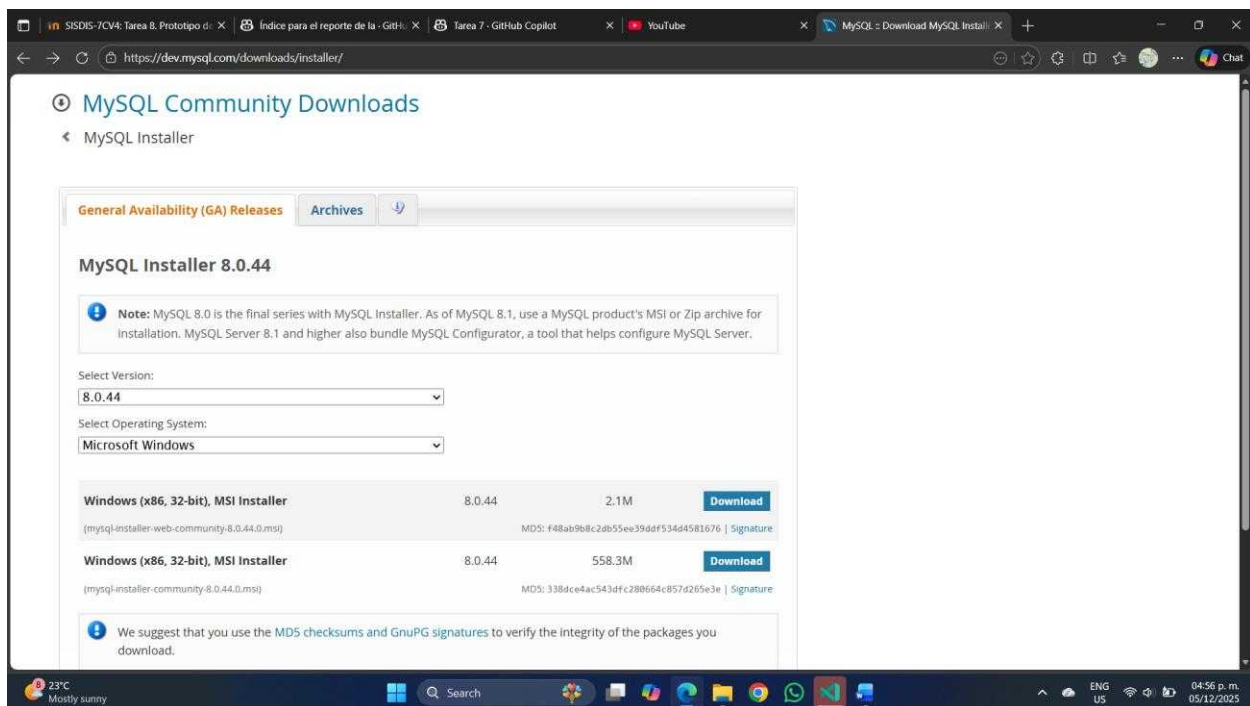 SISDIS-7CV4: Tarea 8. Prototipo de
Índice para el reporte de la - GitHu
Tarea 7 - GitHub Copilot
YouTube
MySQL :: Download MySQL Install
https://dev.mysql.com/downloads/installer/
Chat
MySQL Community Downloads
MySQL Installer
General Availability (GA) Releases
Archives
MySQL Installer 8.0.44
Note: MySQL 8.0 is the final series with MySQL Installer. As of MySQL 8.1, use a MySQL product's MSI or Zip archive for
installation. MySQL Server 8.1 and higher also bundle MySQL Configurator, a tool that helps configure MySQL Server.
Select Version:
8.0.44
Select Operating System:
Microsoft Windows
Windows (x86, 32-bit), MSI Installer 8.0.44 2.1M Download
(mysql-installer-web-community-8.0.44.0.msi) MD5: f48ab9b8c2db55ee39ddf534d4581676 | Signature
Windows (x86, 32-bit), MSI Installer 8.0.44 558.3M Download
(mysql-installer-community-8.0.44.0.msi) MD5: 338dce4ac543dfc280664c857d265e3e | Signature
We suggest that you use the MD5 checksums and GnuPG signatures to verify the integrity of the packages you
download.
23°C
Mostly sunny
Search
ENG
US
04:56 p. m.
05/12/2025